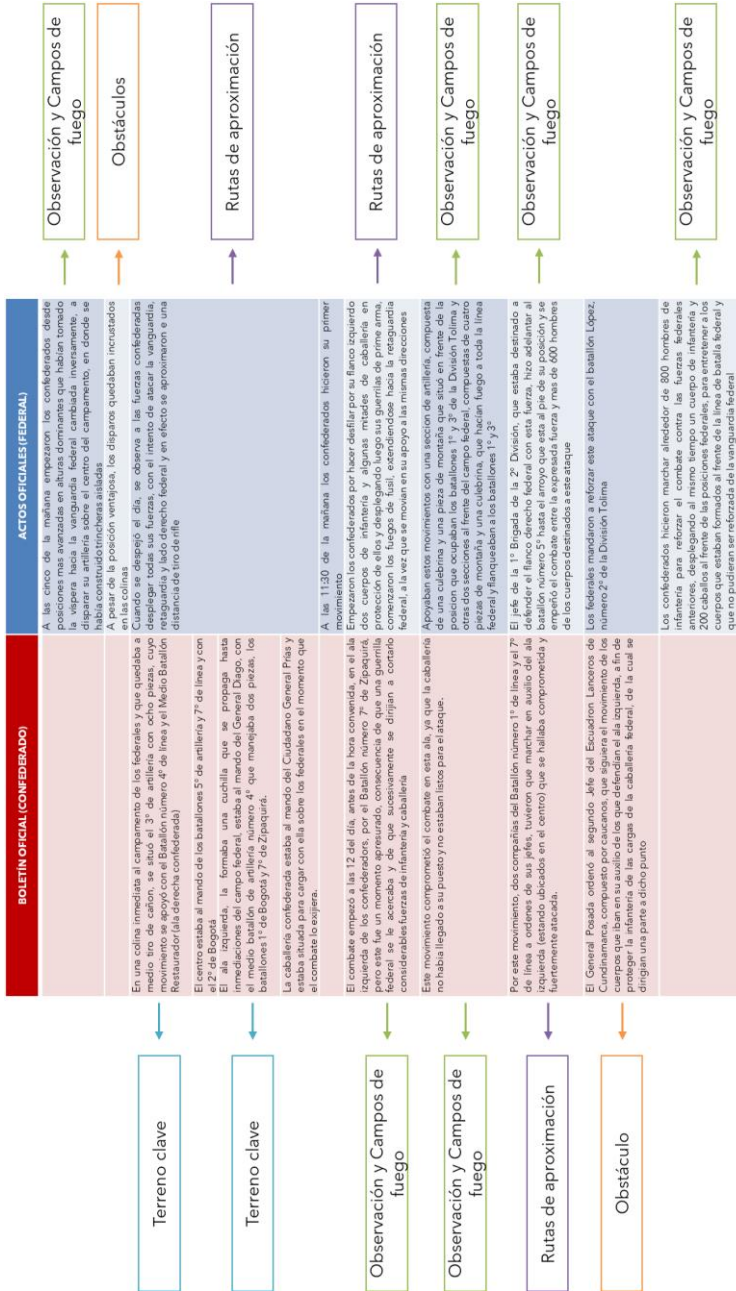 Terreno clave
Terreno clave
Observación y Campos de
fuego
Observación y Campos de
fuego
Rutas de aproximación
Obstáculo
BOLETÍN OFICIAL (CONFEDERADO)
En una colina inmediata al campamento de los federales y que quedaba a
medio tiro de cañon, se situó el 3° de artillería con ocho piezas, cuyo
movimiento se apoyó con el Batallón número 4° de línea y el Medio Batallón
Restaurador (ala derecha confederada)
El centro estaba al mando de los batallones 5° de artillería y 7° de línea y con
el 2° de Bogotá
El ala izquierda, la formaba una cuchilla que se propaga hasta
inmediaciones del campo federal, estaba al mando del General Diago, con
el medio batallón de artillería número 4° que manejaba dos piezas, los
batallones 1° de Bogotá y 7° de Zipaquirá.
La caballería confederada estaba al mando del Ciudadano General Prías y
estaba situada para cargar con ella sobre los federales en el momento que
el combate lo exijiera.
El combate empezó a las 12 del día, antes de la hora convenida, en el ala
izquierda de los confederadors, por el Batallón número 7° de Zipaquirá,
pero este fue un momento apresurado, consecuencia de que una guerrilla
federal se le acercaba y de que sucesivamente se dirijan a cortarlo
considerables fuerzas de infantería y caballería
Este movimiento comprometió el combate en esta ala, ya que la caballería
no había llegado a su puesto y no estaban listos para el ataque.
Por este movimiento, dos compañías del Batallón número 1° de línea y el 7°
de línea a ordenes de sus jefes, tuvieron que marchar en auxilio del ala
izquierda (estando ubicados en el centro) que se hallaba comprometida y
fuertemente atacada.
El General Posada ordenó al segundo Jefe del Escuadron Lanceros de
Cundinamarca, compuesto por caucanos, que siguiera el movimiento de los
cuerpos que iban en su auxilio de los que defendían el ala izquierda, a fin de
proteger la infantería de las cargas de la caballería federal, de la cual se
dirigían una parte a dicho punto
ACTOS OFICIALES (FEDERAL)
A las cinco de la mañana empezaron los confederados desde
posiciones mas avanzadas en alturas dominantes que habían tomado
la vispera hacia la vanguardia federal cambiada inversamente, a
disparar su artillería sobre el centro del campamento, en donde se
había construido trincheras aisladas
A pesar de la posición ventajosa, los disparos quedaban incrustados
en las colinas
Cuando se despejó el día, se observa a las fuerzas confederadas
desplegar todas sus fuerzas, con el intento de atacar la vanguardia,
retaguardia y lado derecho federal y en efecto se aproximaron e una
distancia de tiro de rifle
A las 11:30 de la mañana los confederados hicieron su primer
movimiento
Empezaron los confederados por hacer desfilar por su flanco izquierdo
dos cuerpos de infantería y algunas mitades de caballería en
protección de ellos y desplegando luego sus guerrilas de prime arma,
comenzaron los fuegos de fusil, extendiendose hacia la retaguardia
federal, a la vez que se movan en su apoyo a las mismas direcciones
Apoyaban estos movimientos con una seccion de artillería, compuesta
de una culebrina y una pieza de montaña que situó en frente de la
posicion que ocupaban los batallones 1° y 3° de la División Tolima y
otras dos secciones al frente del campo federal, compuestas de cuatro
piezas de montaña y una culebrina, que hacían fuego a toda la línea
federal y flanqueaban a los batallones 1° y 3°
El jefe de la 1° Brigada de la 2° División, que estaba destinado a
defender el flanco derecho federal con esta fuerza, hizo adelantar al
batallón número 5° hasta el arroyo que esta al pie de su posición y se
empeñó el combate entre la expresada fuerza y mas de 600 hombres
de los cuerpos destinados a este ataque
Los federales mandaron a reforzar este ataque con el batallón López,
número 2° de la División Tolima
Los confederados hicieron marchar alrededor de 800 hombres de
infantería para reforzar el combate contra las fuerzas federales
anteriores, desplegando al mismo tiempo un cuerpo de infantería y
200 caballos al frente de las posiciones federales, para entretener a los
cuerpos que estaban formados al frente de la línea de batalla federal y
que no pudieran ser reforzada de la vanguardia federal
Observación y Campos de
fuego
Obstáculos
Rutas de aproximación
Rutas de aproximación
Observación y Campos de
fuego
Observación y Campos de
fuego
Observación y Campos de
fuego